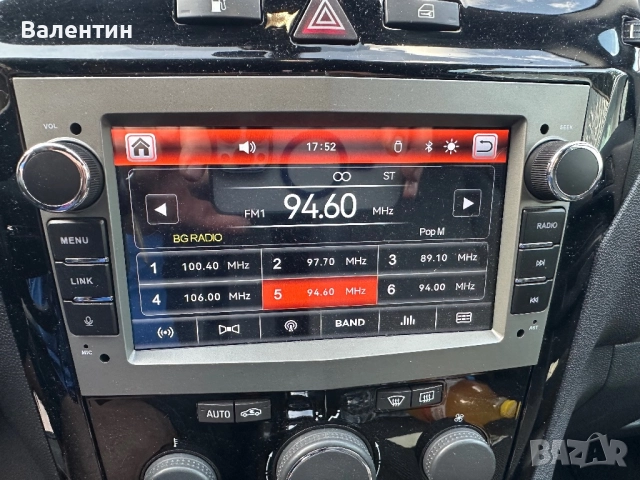 Валентин
VOL
SEEK
17:52
ST
FM1 94.60 MHz
BG RADIO Pop M
1 100.40 MHz 2 97.70 MHz 3 89.10 MHz
4 106.00 MHz 5 94.60 MHz 6 94.00 MHz
BAND
MENU
LINK
MIC
RADIO
AUTO
BAZAR